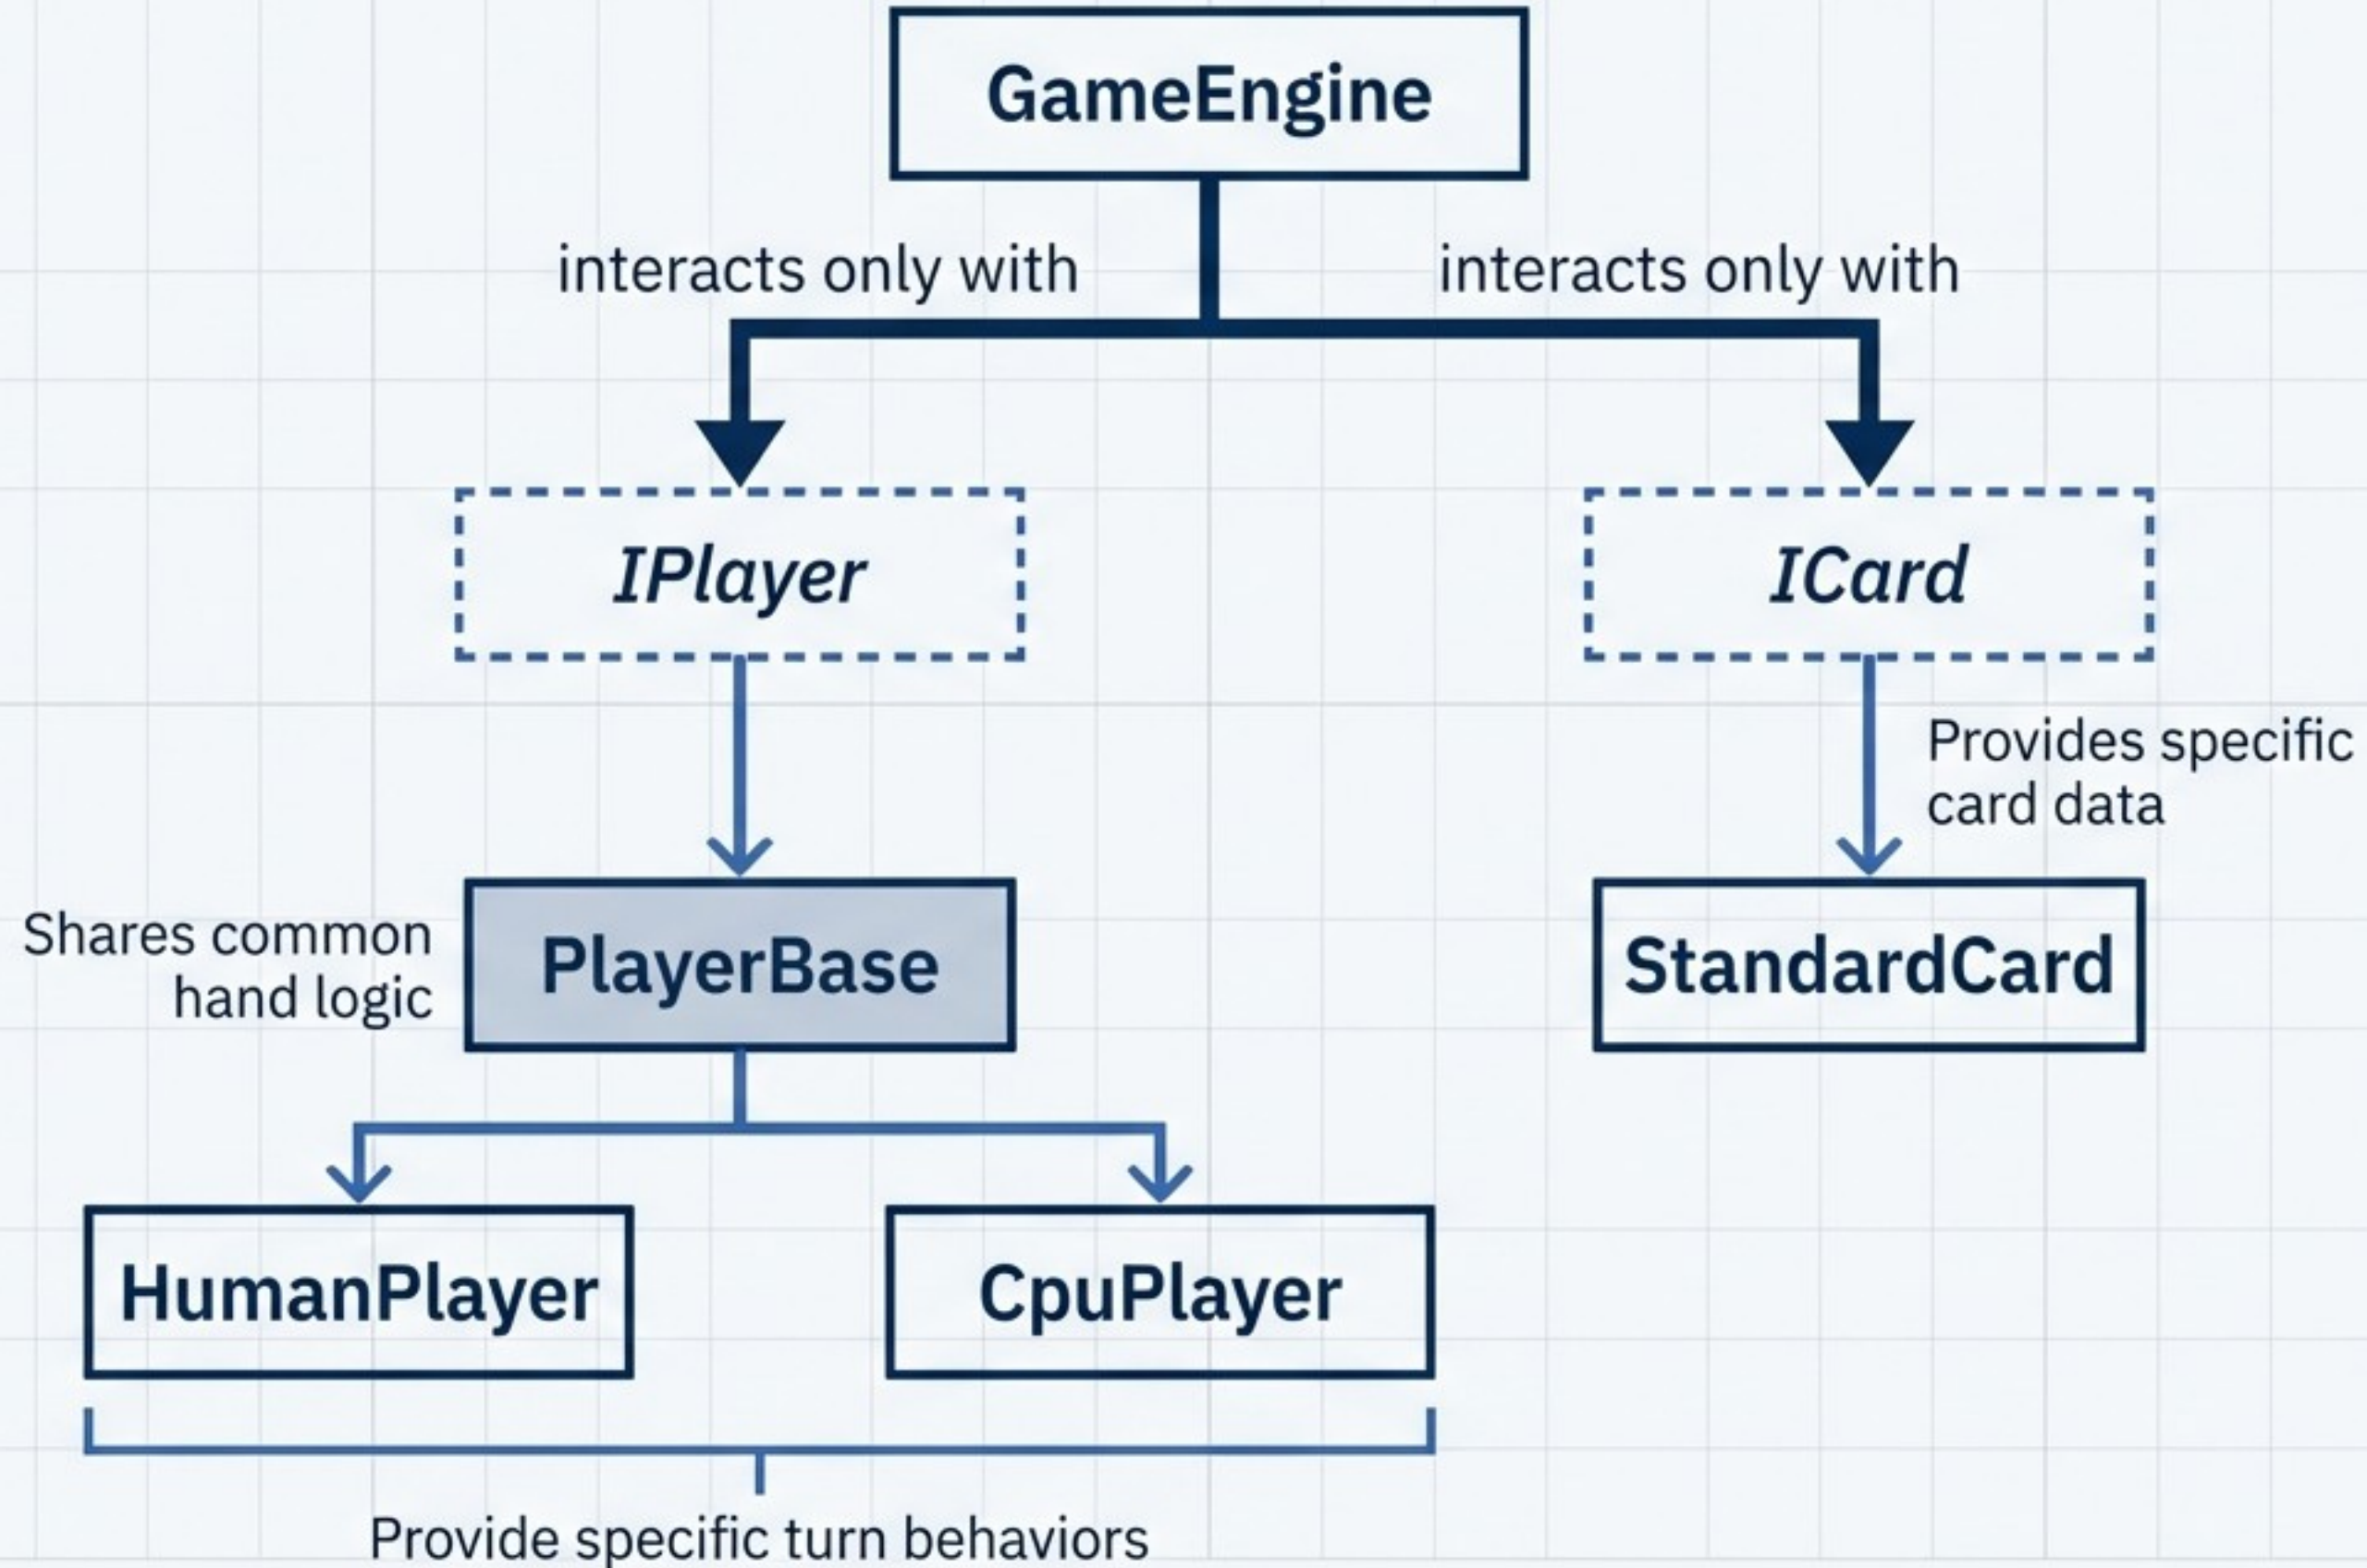 GameEngine
interacts only with
interacts only with
IPlayer
ICard
Provides specific
card data
Shares common
hand logic
PlayerBase
StandardCard
HumanPlayer
CpuPlayer
Provide specific turn behaviors